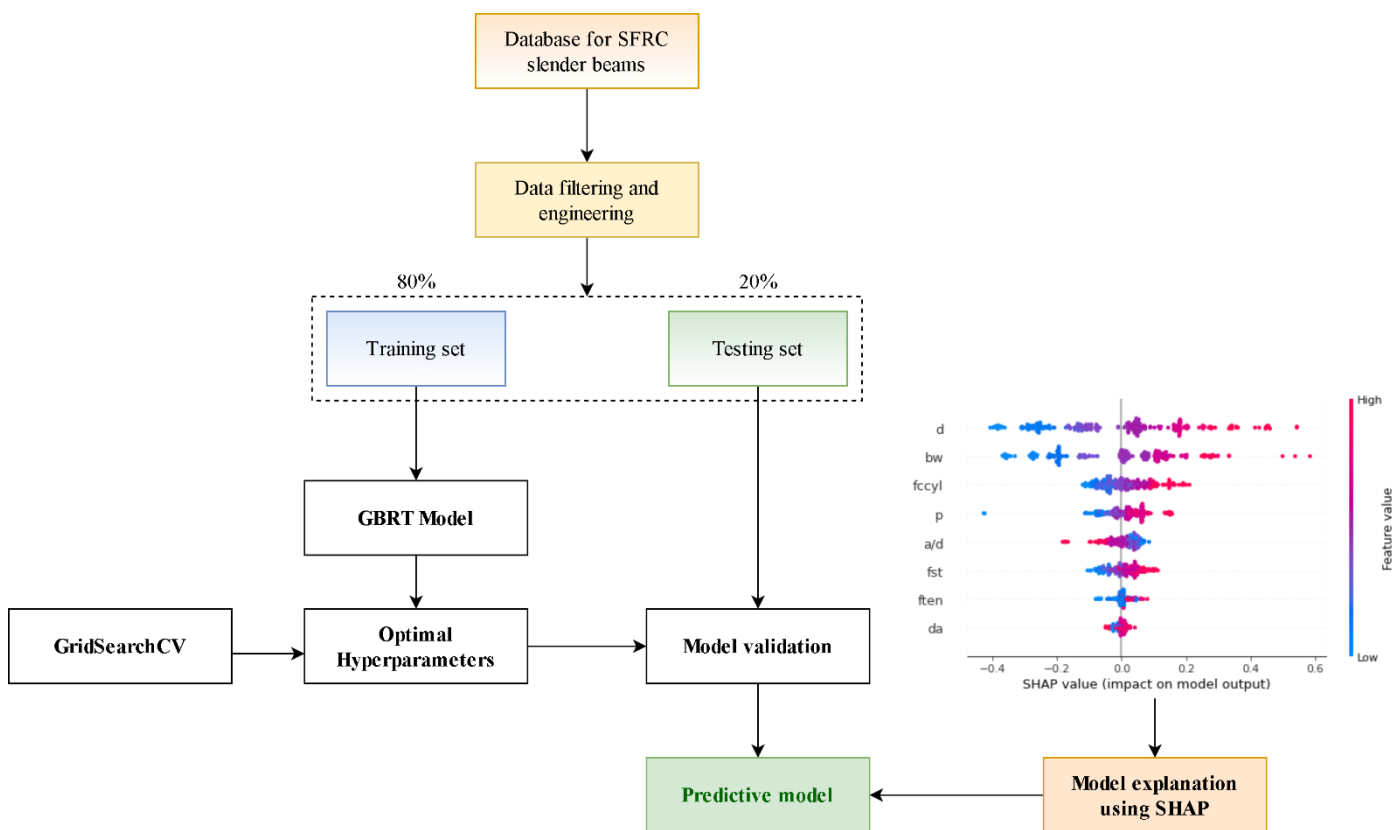 Database for SFRC
slender beams
Data filtering and
engineering
80%
20%
Training set
Testing set
GBRT Model
GridSearchCV
Optimal
Hyperparameters
Model validation
High
d
bw
fccyl
p
a/d
fst
ften
da
Feature value
Low
−0.4
−0.2
0.0
0.2
0.4
0.6
SHAP value (impact on model output)
Predictive model
Model explanation
using SHAP